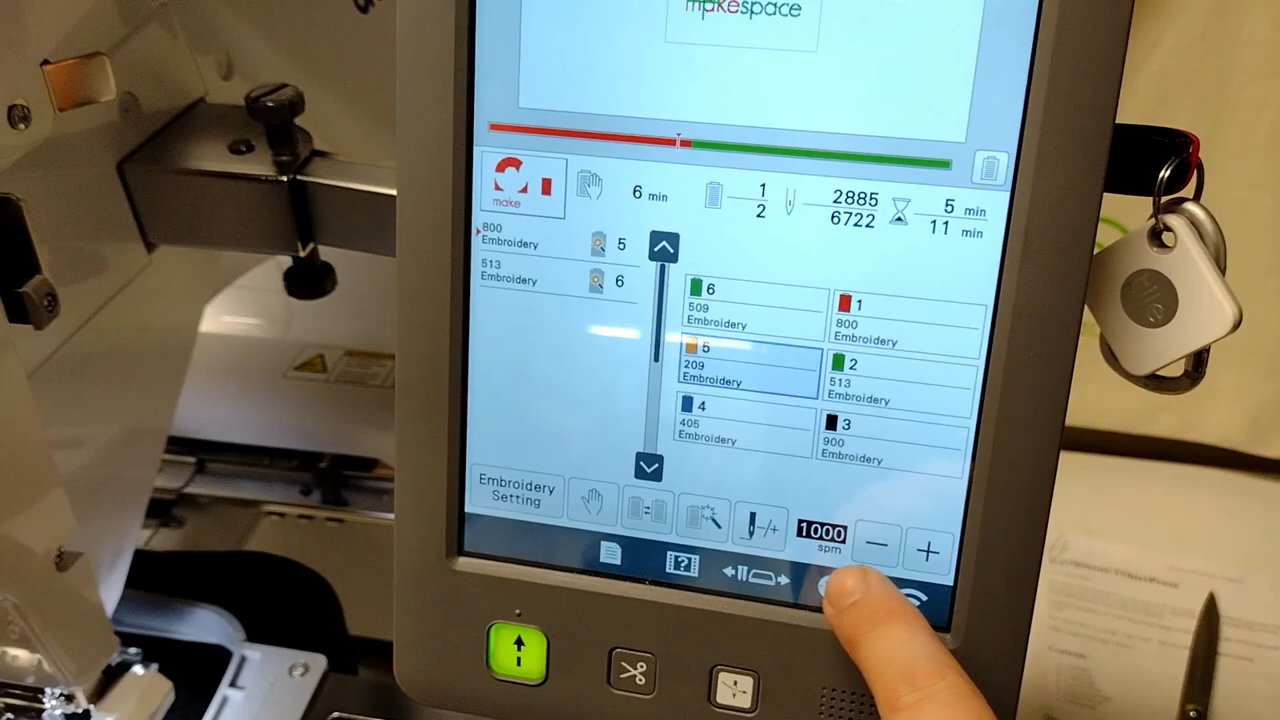 makespace
make
6 min
1
2
2885
6722
5 min
11 min
800
Embroidery
5
513
Embroidery
6
6
509
Embroidery
1
800
Embroidery
5
209
Embroidery
2
513
Embroidery
4
405
Embroidery
3
900
Embroidery
Embroidery
Setting
-/+
1000
spm
− +
?
tile
Contents